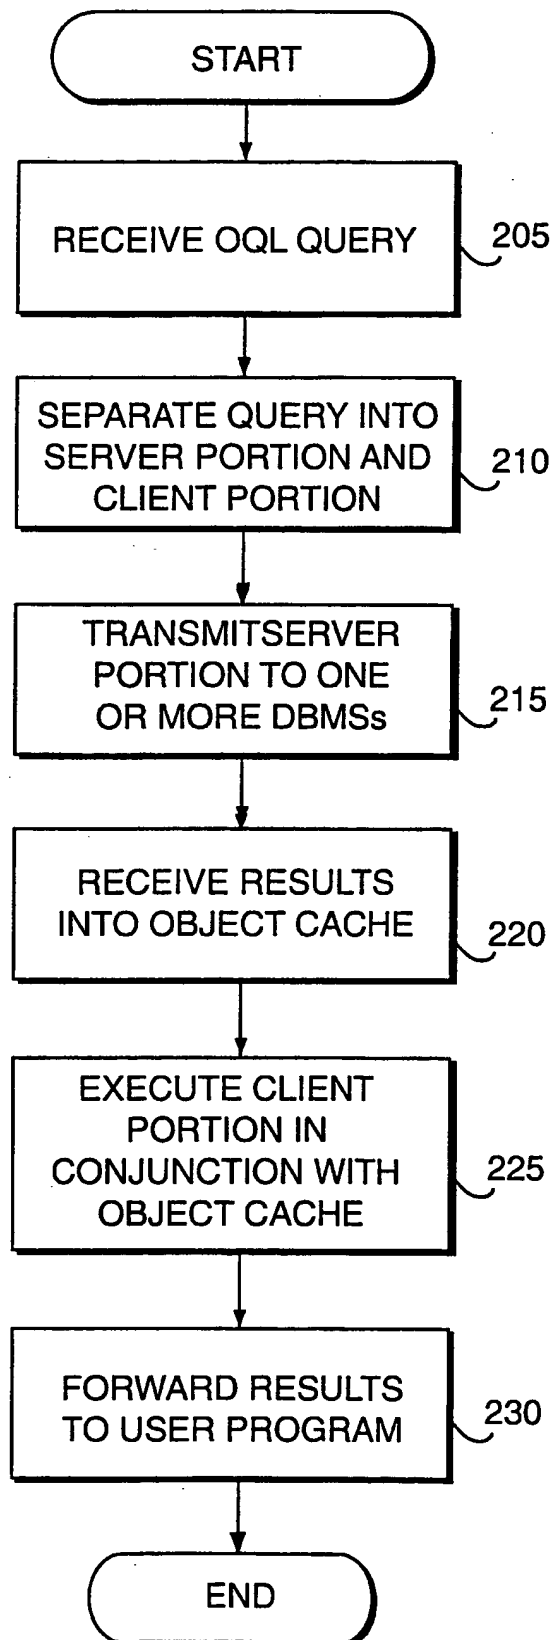 START
RECEIVE OQL QUERY
205
SEPARATE QUERY INTO
SERVER PORTION AND
CLIENT PORTION
210
TRANSMITSERVER
PORTION TO ONE
OR MORE DBMSs
215
RECEIVE RESULTS
INTO OBJECT CACHE
220
EXECUTE CLIENT
PORTION IN
CONJUNCTION WITH
OBJECT CACHE
225
FORWARD RESULTS
TO USER PROGRAM
230
END